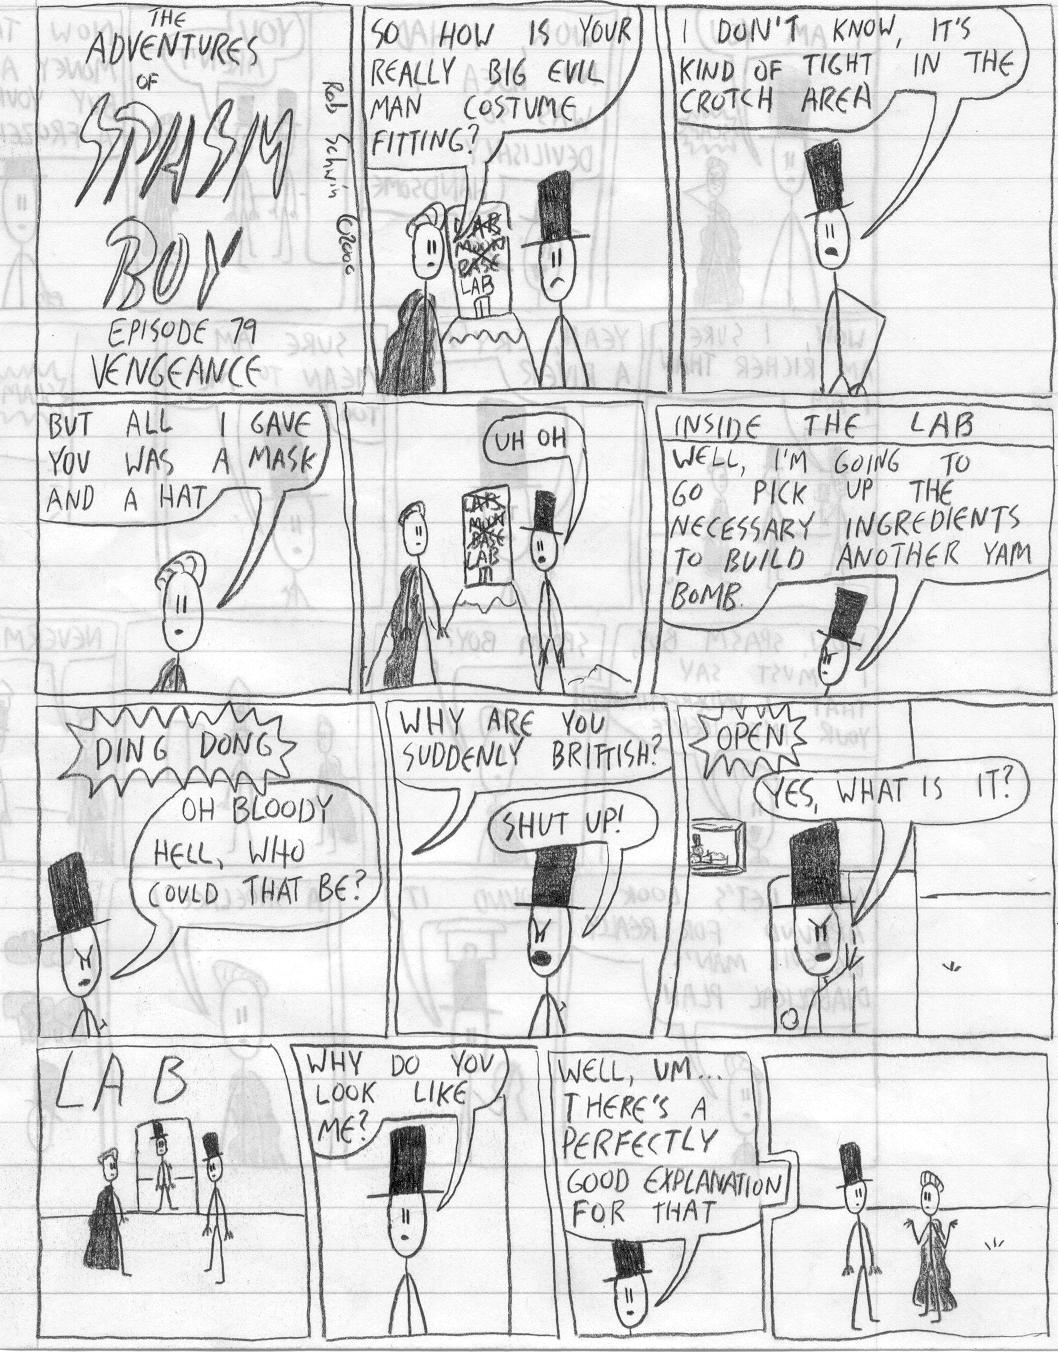 THE
ADVENTURES
OF
SPASM
BOY
EPISODE 79
VENGEANCE
Rob Schwin ©2006
SO HOW IS YOUR
REALLY BIG EVIL
MAN COSTUME
FITTING?
LAB
MOON
BASE
LAB
I DON'T KNOW, IT'S
KIND OF TIGHT IN THE
CROTCH AREA
BUT ALL I GAVE
YOU WAS A MASK
AND A HAT
UH OH
LAB
MOON
BASE
LAB
INSIDE THE LAB
WELL, I'M GOING TO
GO PICK UP THE
NECESSARY INGREDIENTS
TO BUILD ANOTHER YAM
BOMB.
DING DONG
OH BLOODY
HELL, WHO
COULD THAT BE?
WHY ARE YOU
SUDDENLY BRITTISH?
SHUT UP!
OPEN
YES, WHAT IS IT?
LAB
WHY DO YOU
LOOK LIKE
ME?
WELL, UM...
THERE'S A
PERFECTLY
GOOD EXPLANATION
FOR THAT